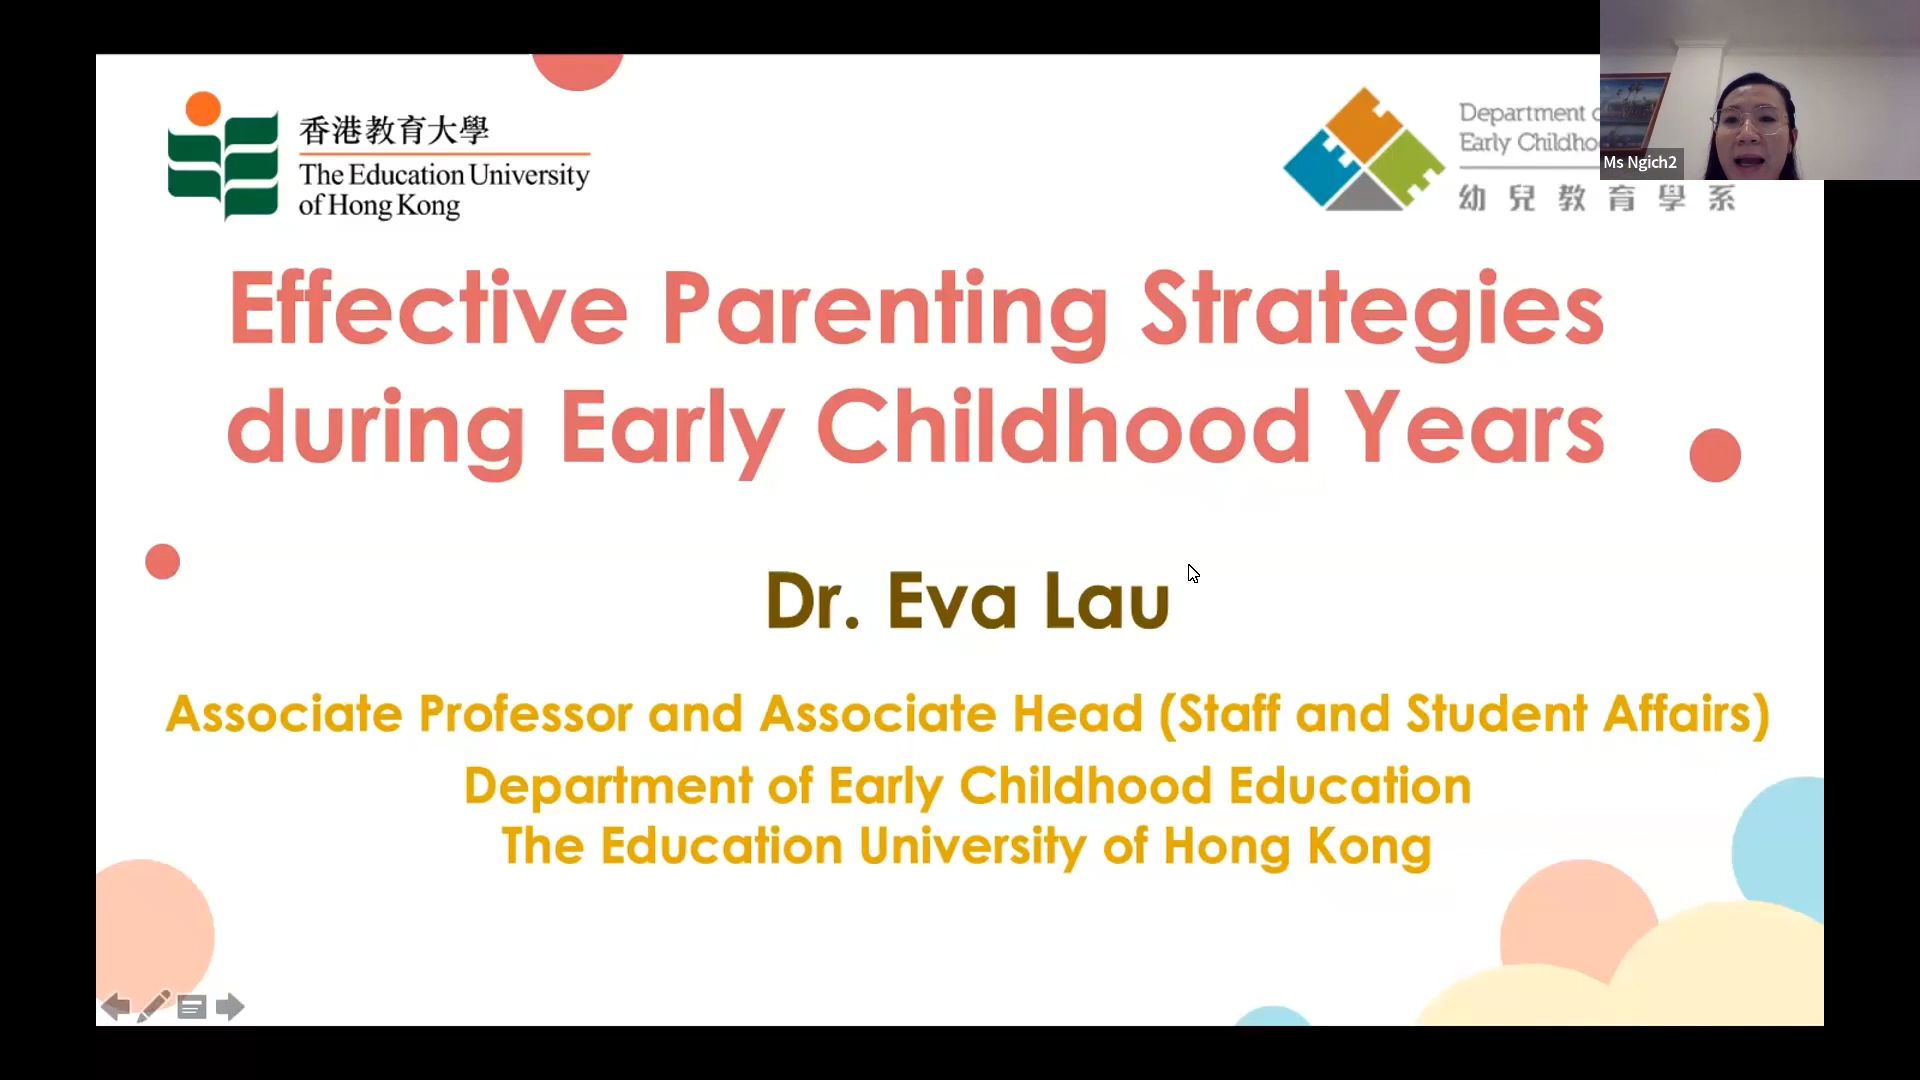 香港教育大學
The Education University
of Hong Kong
Department
Early Childho
幼兒教育學系
Ms Ngich2
Effective Parenting Strategies
during Early Childhood Years
Dr. Eva Lau
Associate Professor and Associate Head (Staff and Student Affairs)
Department of Early Childhood Education
The Education University of Hong Kong